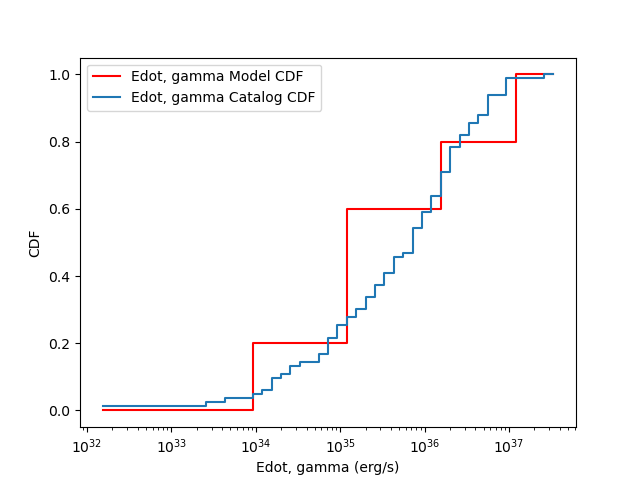 Edot, gamma Model CDF
Edot, gamma Catalog CDF
1.0
0.8
0.6
0.4
0.2
0.0
CDF
10^32 10^33 10^34 10^35 10^36 10^37
Edot, gamma (erg/s)